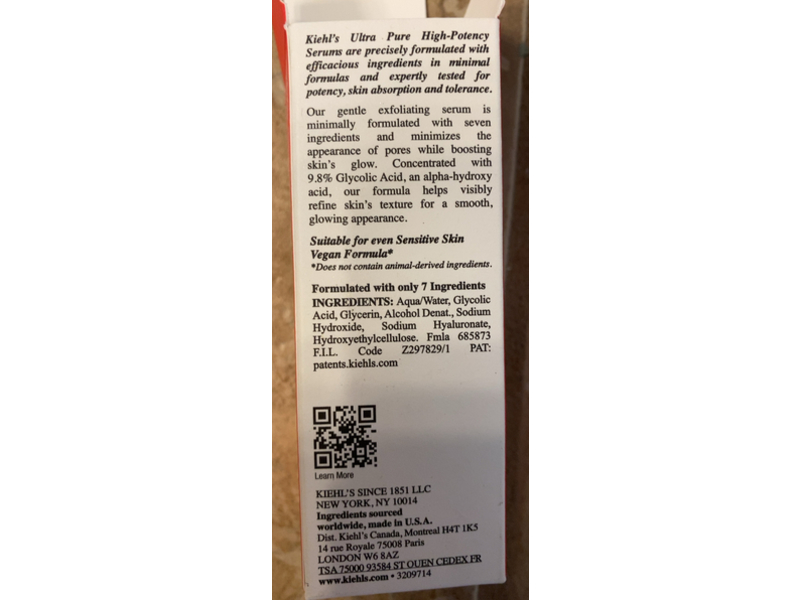 Kiehl's Ultra Pure High-Potency
Serums are precisely formulated with
efficacious ingredients in minimal
formulas and expertly tested for
potency, skin absorption and tolerance.
Our gentle exfoliating serum is
minimally formulated with seven
ingredients and minimizes the
appearance of pores while boosting
skin's glow. Concentrated with
9.8% Glycolic Acid, an alpha-hydroxy
acid, our formula helps visibly
refine skin's texture for a smooth,
glowing appearance.
Suitable for even Sensitive Skin
Vegan Formula*
*Does not contain animal-derived ingredients.
Formulated with only 7 Ingredients
INGREDIENTS: Aqua/Water, Glycolic
Acid, Glycerin, Alcohol Denat., Sodium
Hydroxide, Sodium Hyaluronate,
Hydroxyethylcellulose. Fmla 685873
F.I.L. Code Z297829/1 PAT:
patents.kiehls.com
Learn More
KIEHL'S SINCE 1851 LLC
NEW YORK, NY 10014
Ingredients sourced
worldwide, made in U.S.A.
Dist. Kiehl's Canada, Montreal H4T 1K5
14 rue Royale 75008 Paris
LONDON W6 8AZ
TSA 75000 93584 ST OUEN CEDEX FR
www.kiehls.com • 3209714